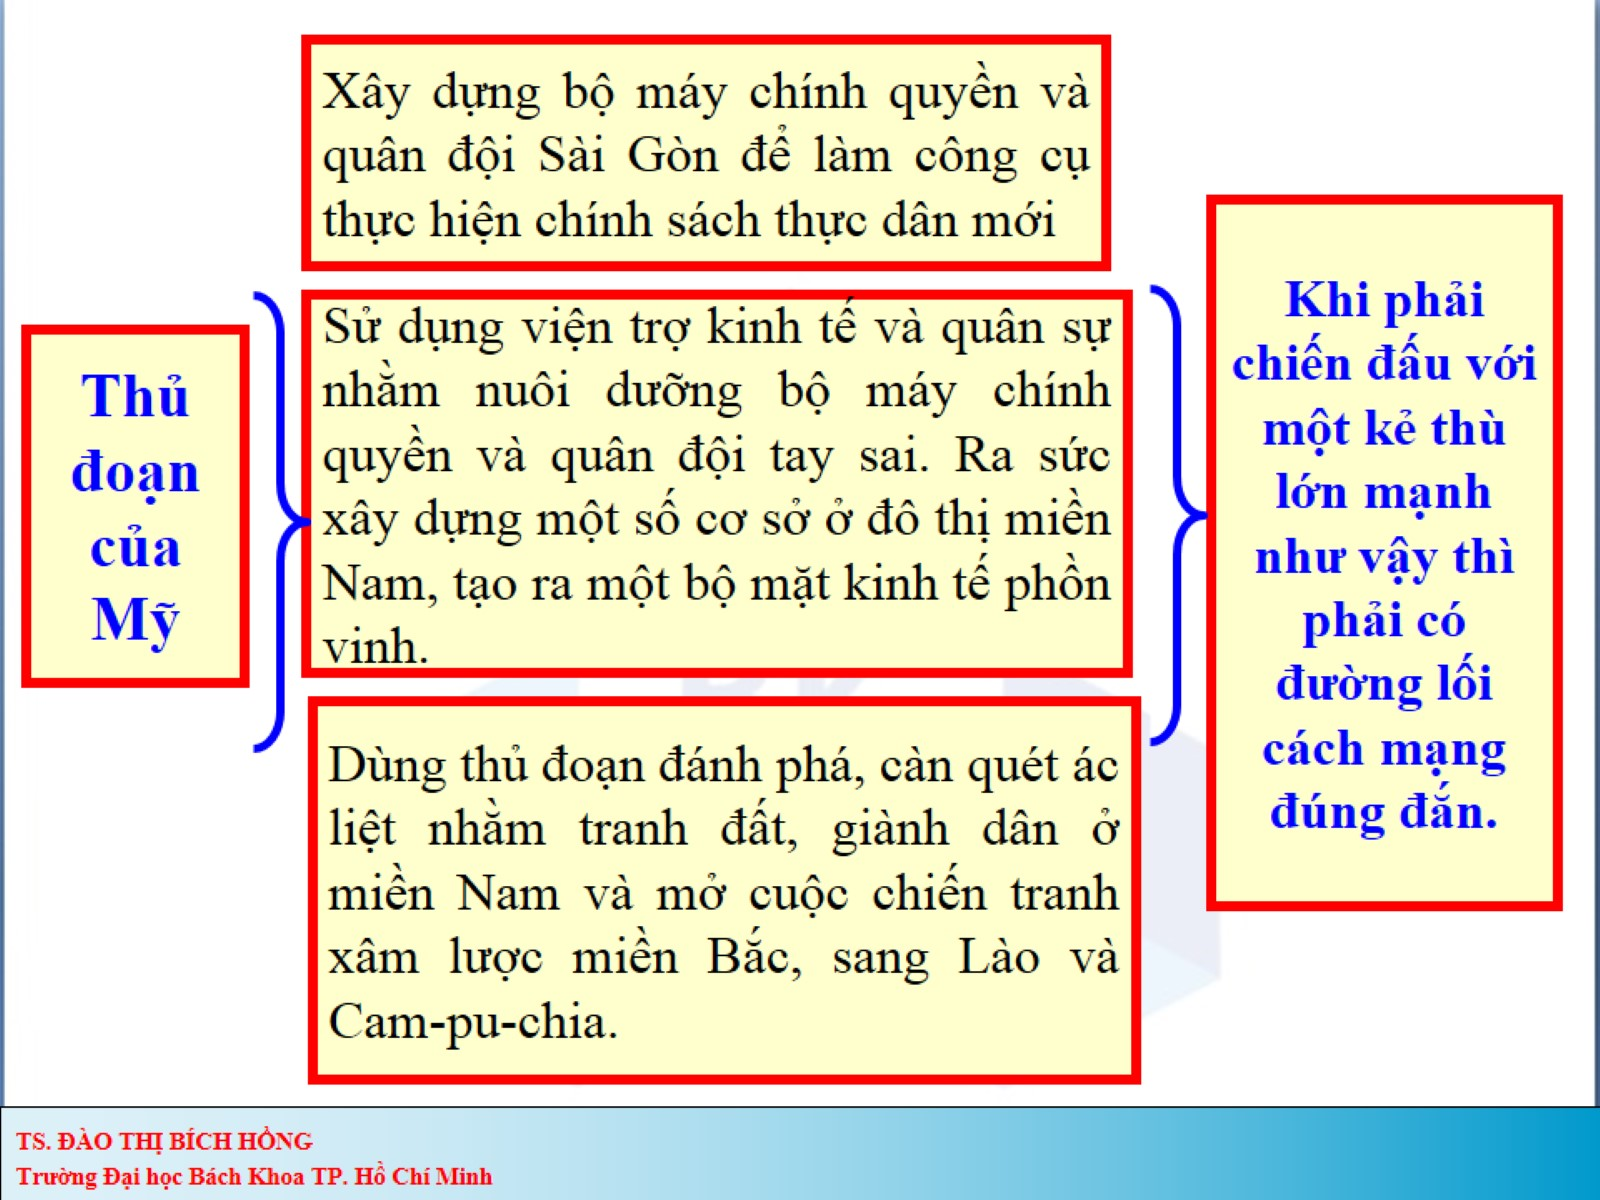 Xây dựng bộ máy chính quyền và
quân đội Sài Gòn để làm công cụ
thực hiện chính sách thực dân mới
Thủ
đoạn
của
Mỹ
Sử dụng viện trợ kinh tế và quân sự
nhằm nuôi dưỡng bộ máy chính
quyền và quân đội tay sai. Ra sức
xây dựng một số cơ sở ở đô thị miền
Nam, tạo ra một bộ mặt kinh tế phồn
vinh.
Dùng thủ đoạn đánh phá, càn quét ác
liệt nhằm tranh đất, giành dân ở
miền Nam và mở cuộc chiến tranh
xâm lược miền Bắc, sang Lào và
Cam-pu-chia.
Khi phải
chiến đấu với
một kẻ thù
lớn mạnh
như vậy thì
phải có
đường lối
cách mạng
đúng đắn.
TS. ĐÀO THỊ BÍCH HỒNG
Trường Đại học Bách Khoa TP. Hồ Chí Minh